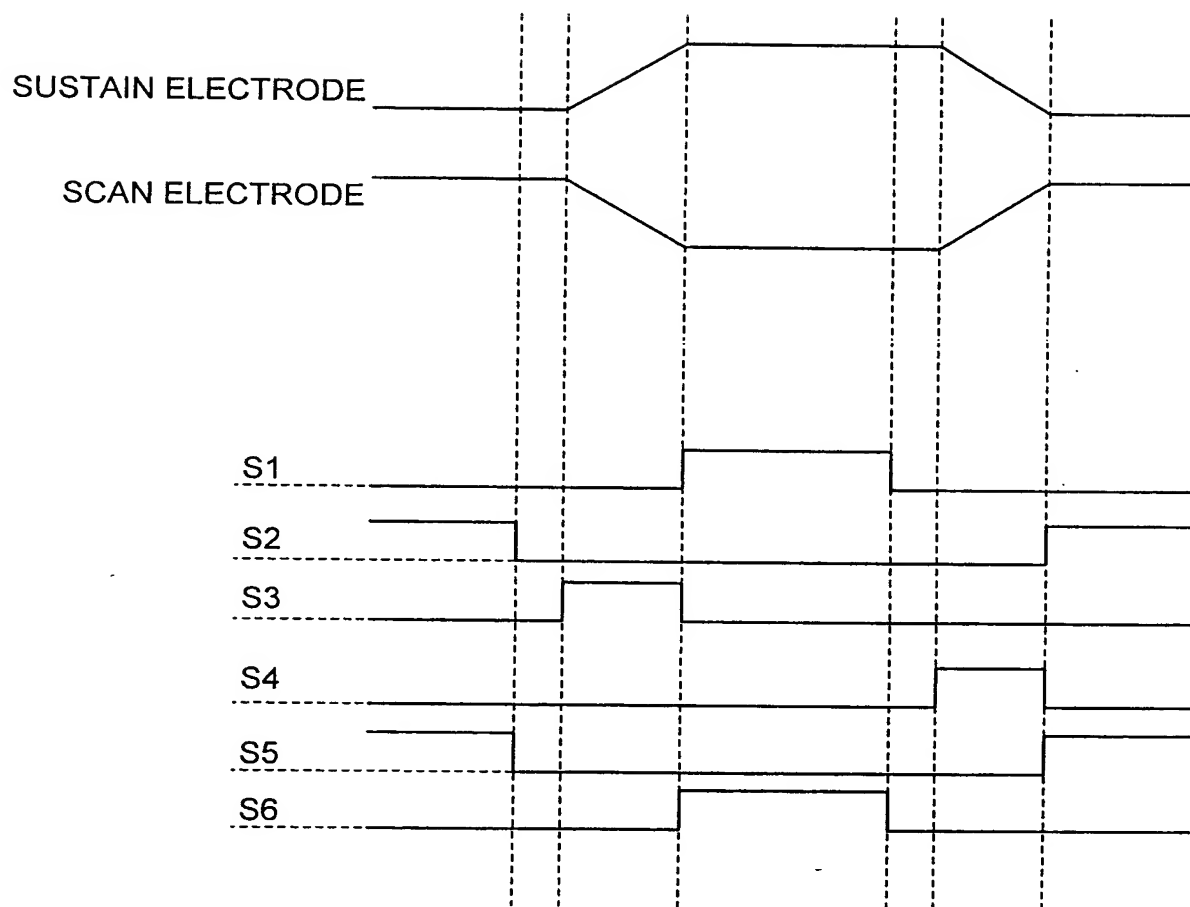 SUSTAIN ELECTRODE
SCAN ELECTRODE
S1
S2
S3
S4
S5
S6